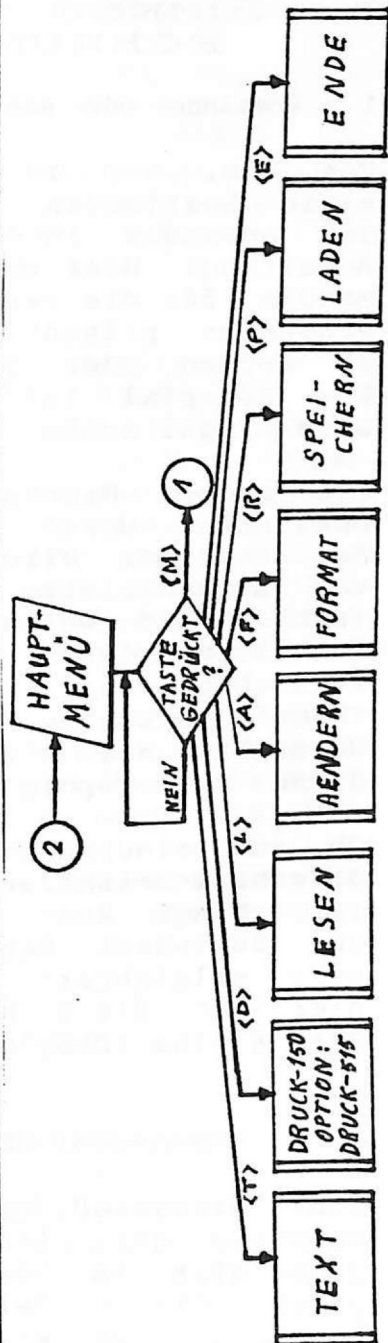 2
HAUPT-
MENÜ
NEIN
TASTE
GEDRÜCKT
?
<M>
1
<T>
<D>
<L>
<A>
<F>
<R>
<P>
<E>
TEXT
DRUCK-150
OPTION:
DRUCK-515
LESEN
AENDERN
FORMAT
SPEI-
CHERN
LADEN
ENDE